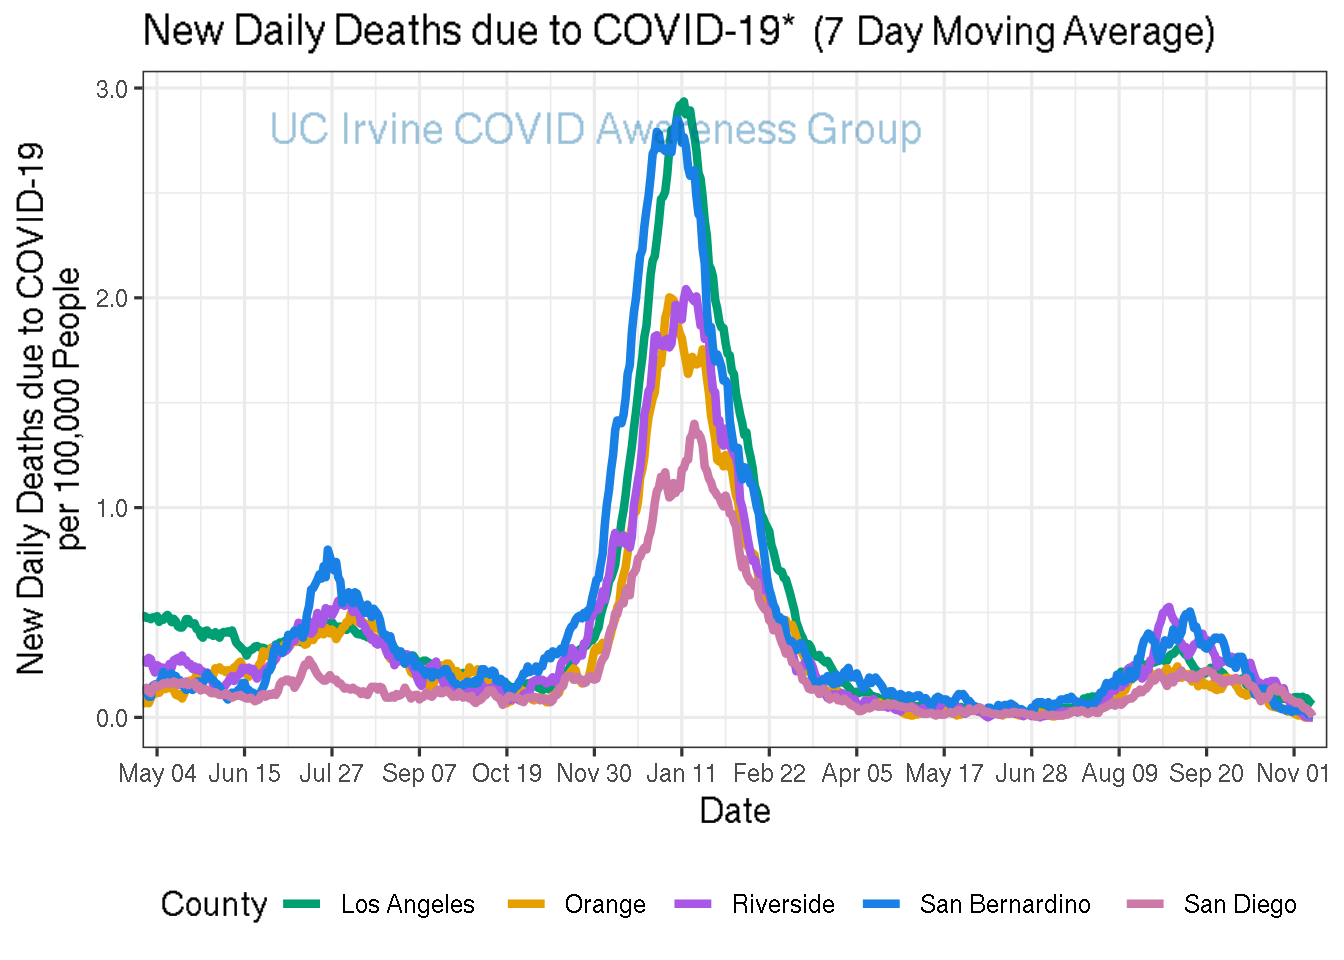 New Daily Deaths due to COVID-19* (7 Day Moving Average)
UC Irvine COVID Awareness Group
New Daily Deaths due to COVID-19
per 100,000 People
3.0
2.0
1.0
0.0
May 04 Jun 15 Jul 27 Sep 07 Oct 19 Nov 30 Jan 11 Feb 22 Apr 05 May 17 Jun 28 Aug 09 Sep 20 Nov 01
Date
County Los Angeles Orange Riverside San Bernardino San Diego